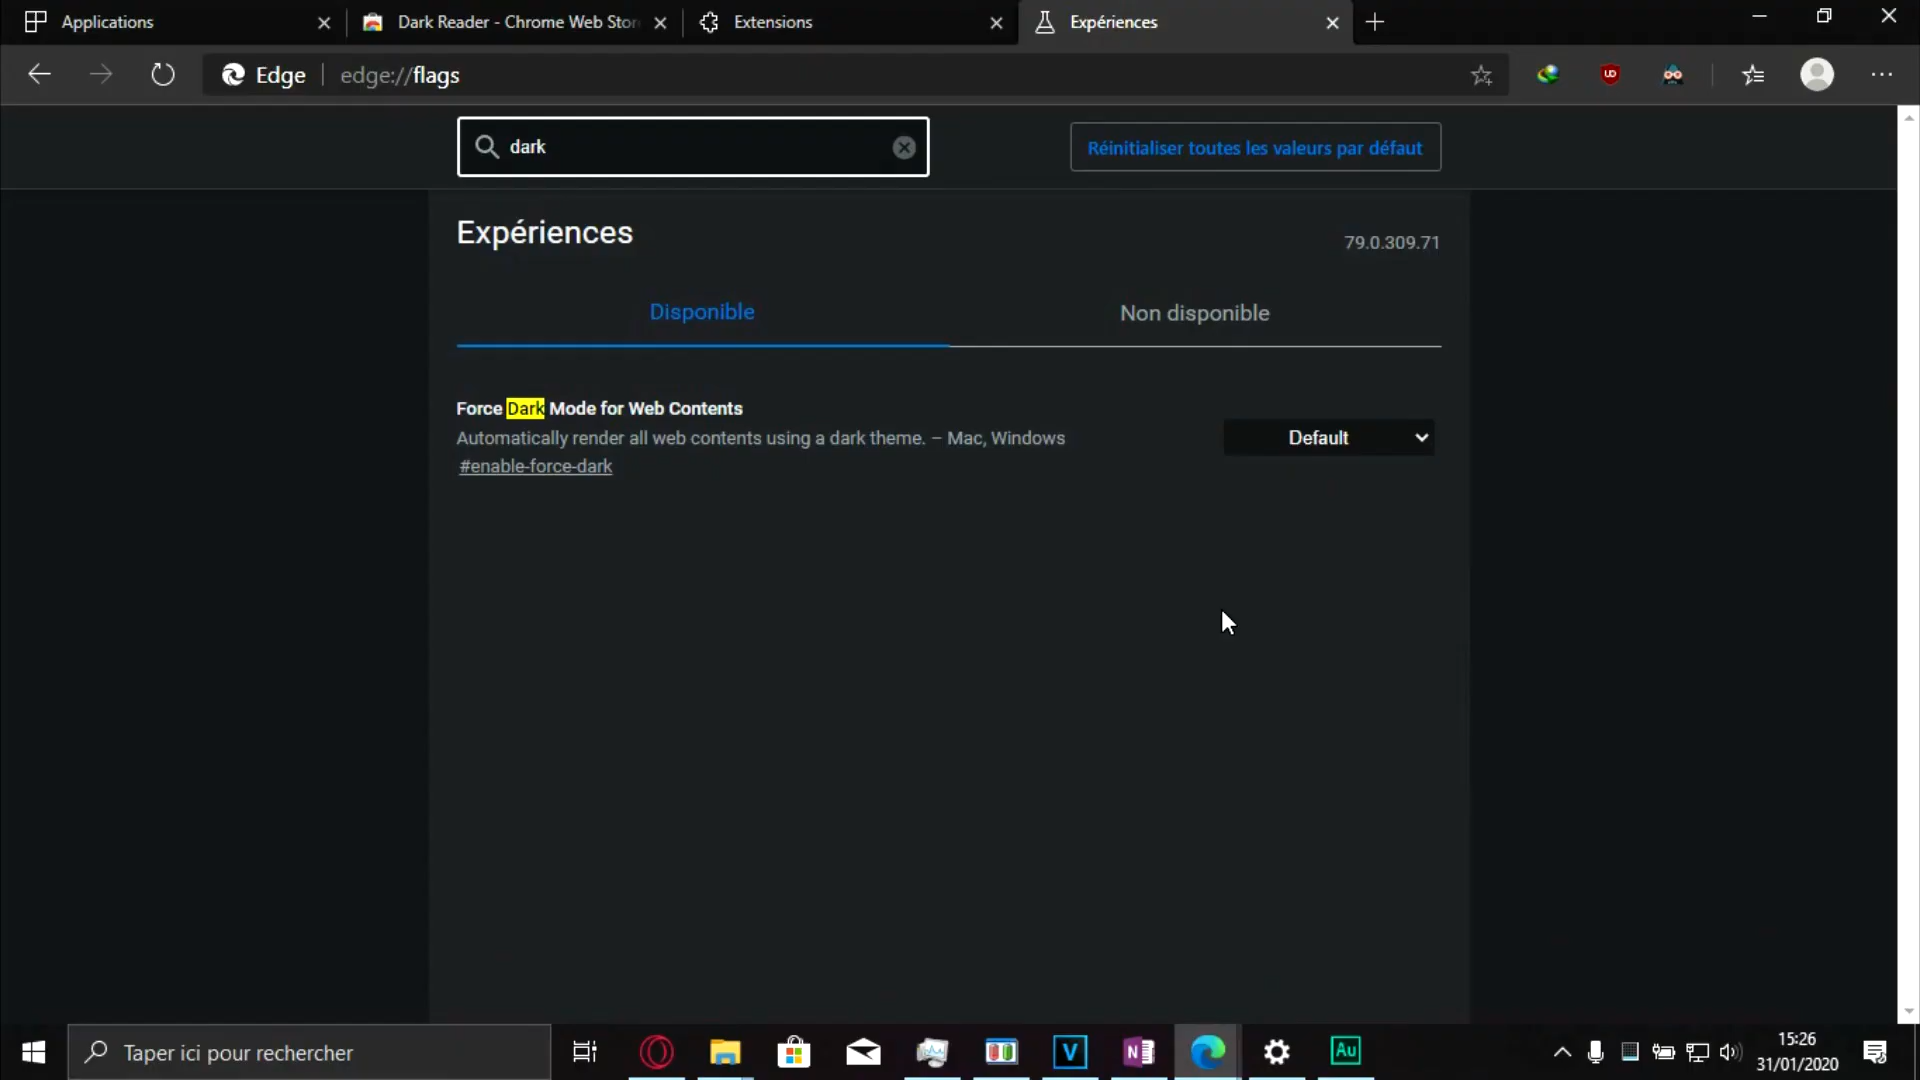 Applications
Dark Reader - Chrome Web Stor
Extensions
Expériences
Edge
edge://flags
dark
Réinitialiser toutes les valeurs par défaut
Expériences
79.0.309.71
Disponible
Non disponible
Force Dark Mode for Web Contents
Automatically render all web contents using a dark theme. – Mac, Windows
#enable-force-dark
Default
Taper ici pour rechercher
V
N
Au
15:26
31/01/2020